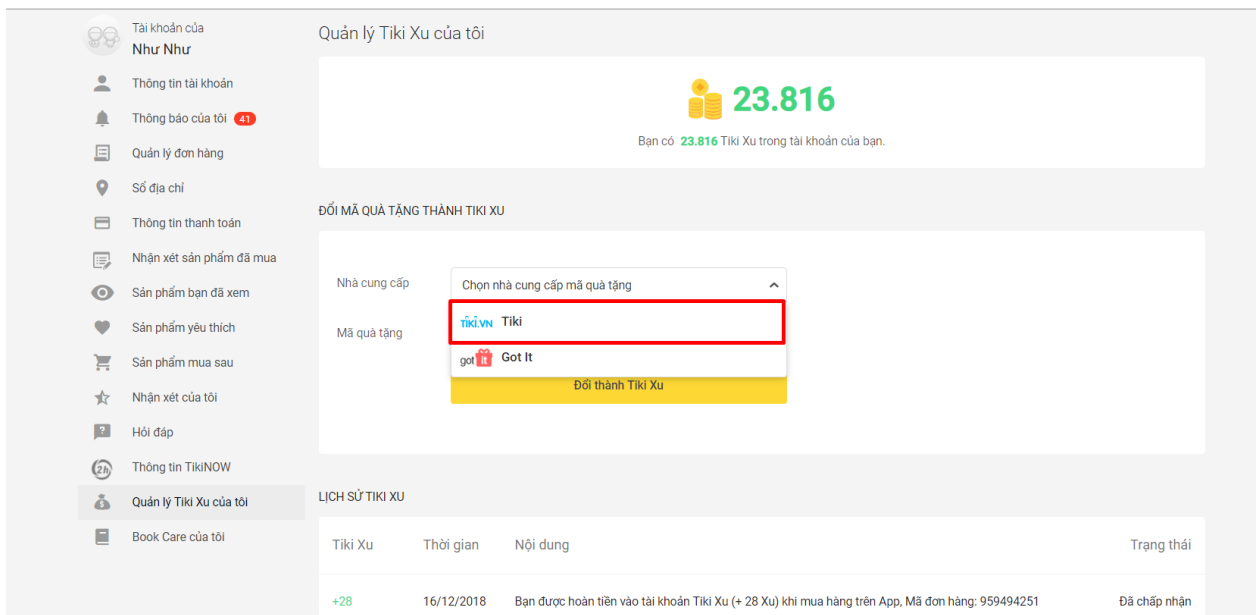 Tài khoản của
Như Như
Thông tin tài khoản
Thông báo của tôi 41
Quản lý đơn hàng
Sổ địa chỉ
Thông tin thanh toán
Nhận xét sản phẩm đã mua
Sản phẩm bạn đã xem
Sản phẩm yêu thích
Sản phẩm mua sau
Nhận xét của tôi
? Hỏi đáp
2h Thông tin TikiNOW
Quản lý Tiki Xu của tôi
Book Care của tôi
Quản lý Tiki Xu của tôi
23.816
Bạn có 23.816 Tiki Xu trong tài khoản của bạn.
ĐỔI MÃ QUÀ TẶNG THÀNH TIKI XU
Nhà cung cấp Chọn nhà cung cấp mã quà tặng
TIKI.VN Tiki
Mã quà tặng
got it Got It
Đổi thành Tiki Xu
LỊCH SỬ TIKI XU
Tiki Xu Thời gian Nội dung Trạng thái
+28 16/12/2018 Bạn được hoàn tiền vào tài khoản Tiki Xu (+ 28 Xu) khi mua hàng trên App, Mã đơn hàng: 959494251 Đã chấp nhận